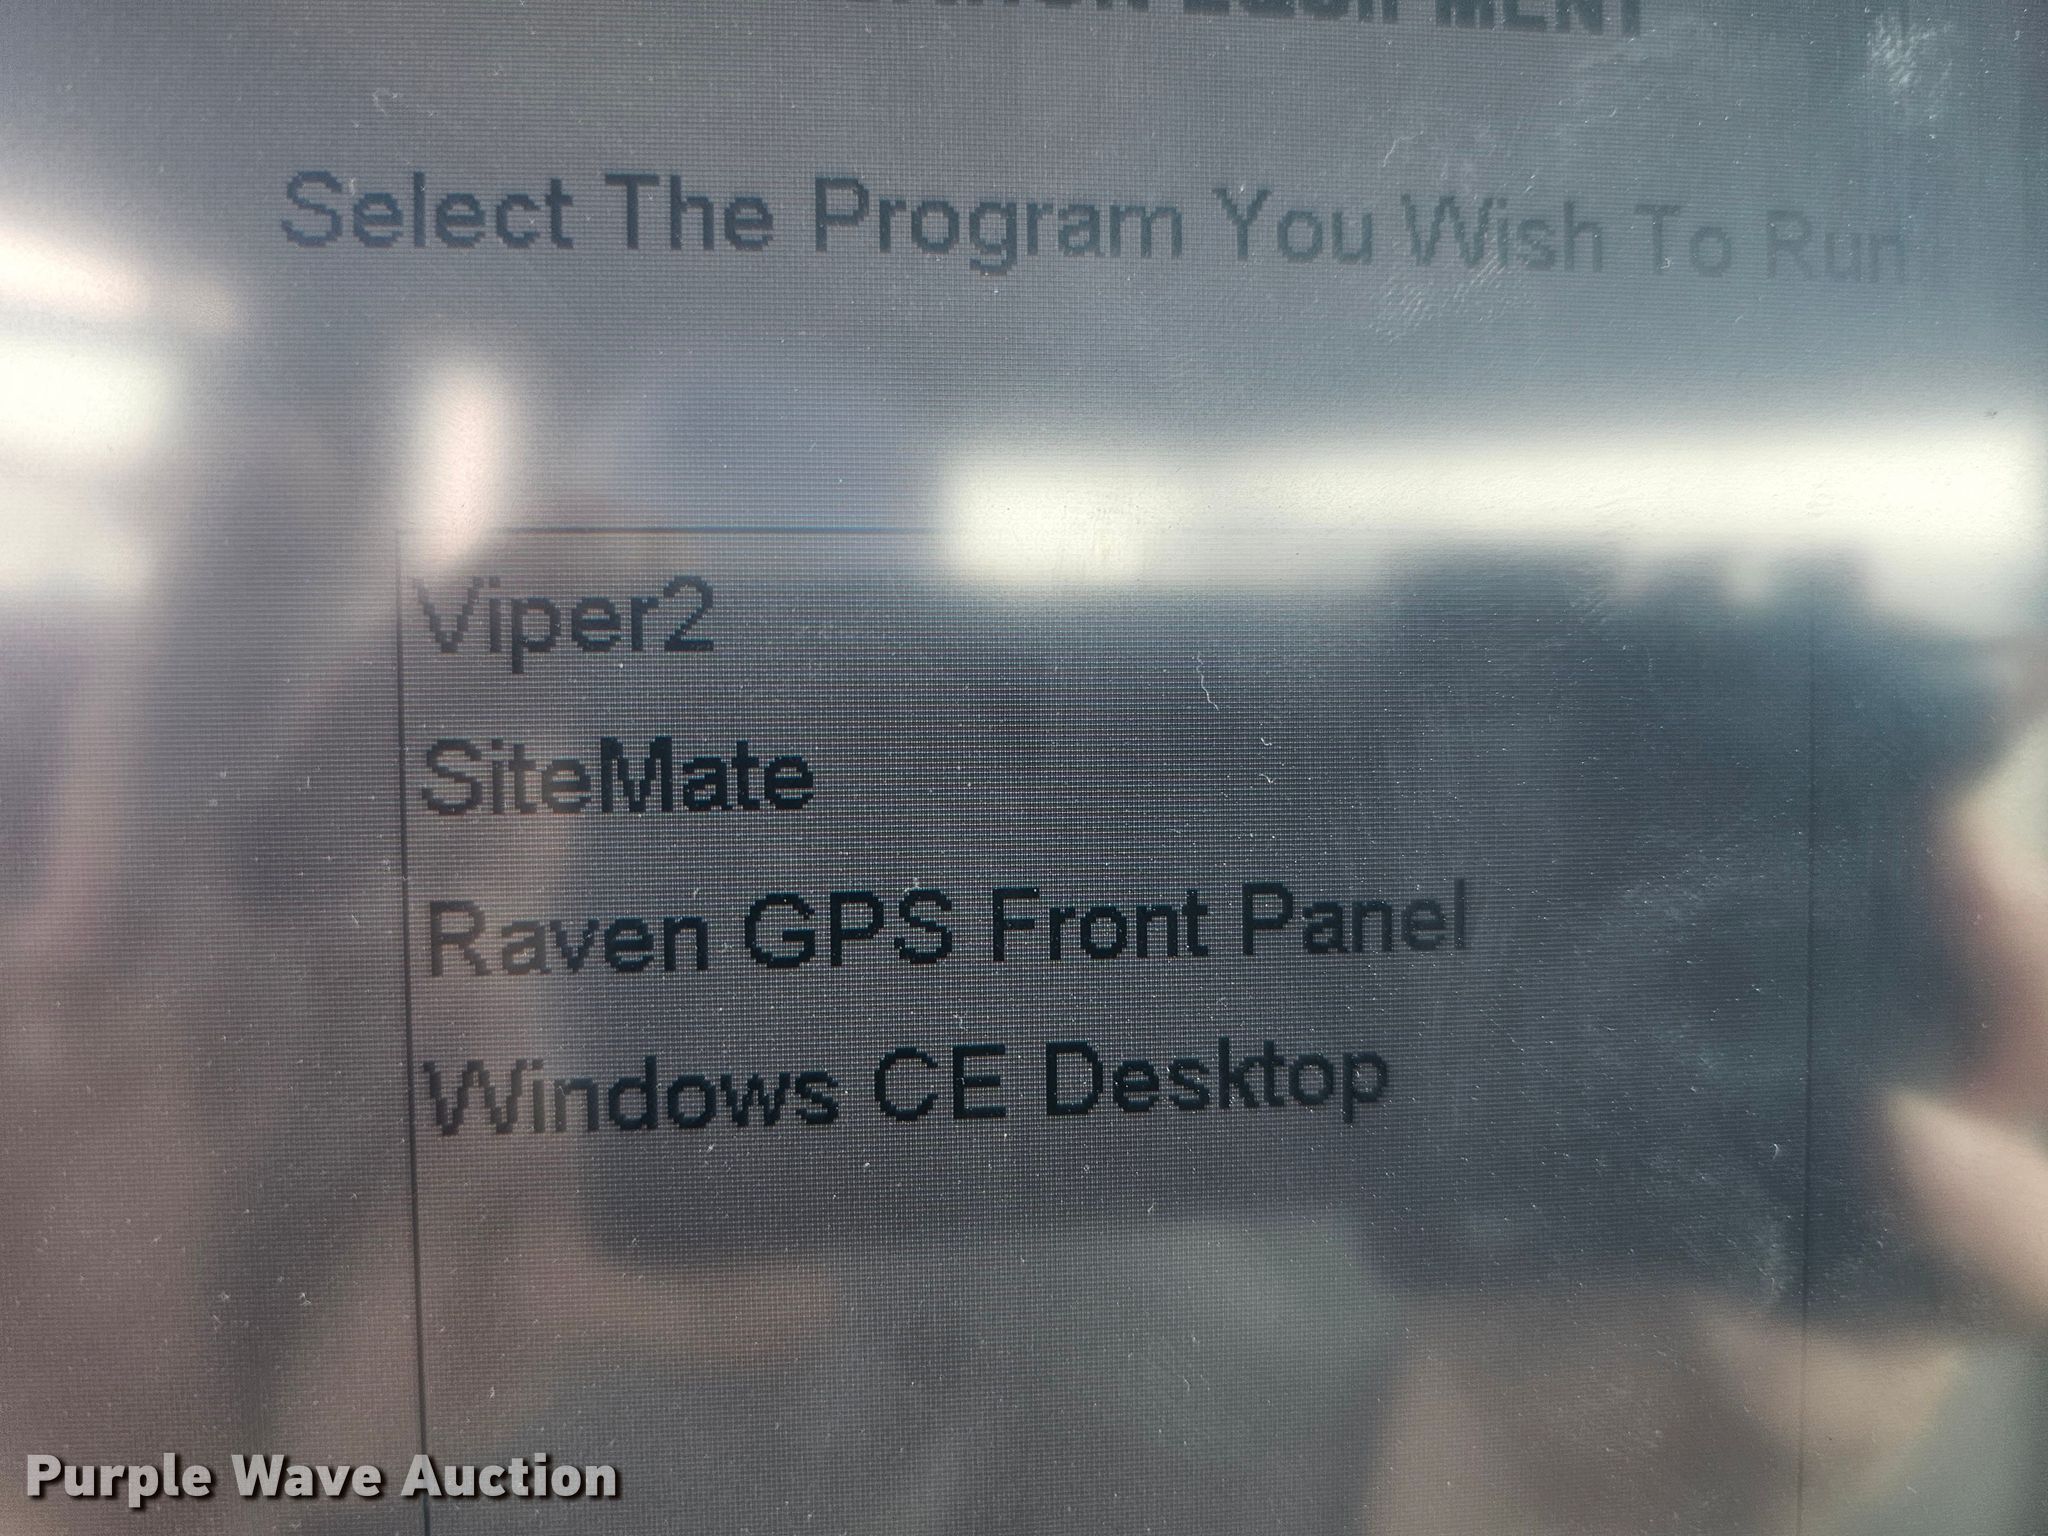 EQUIPMENT
Select The Program You Wish To Run
Viper2
SiteMate
Raven GPS Front Panel
Windows CE Desktop
Purple Wave Auction